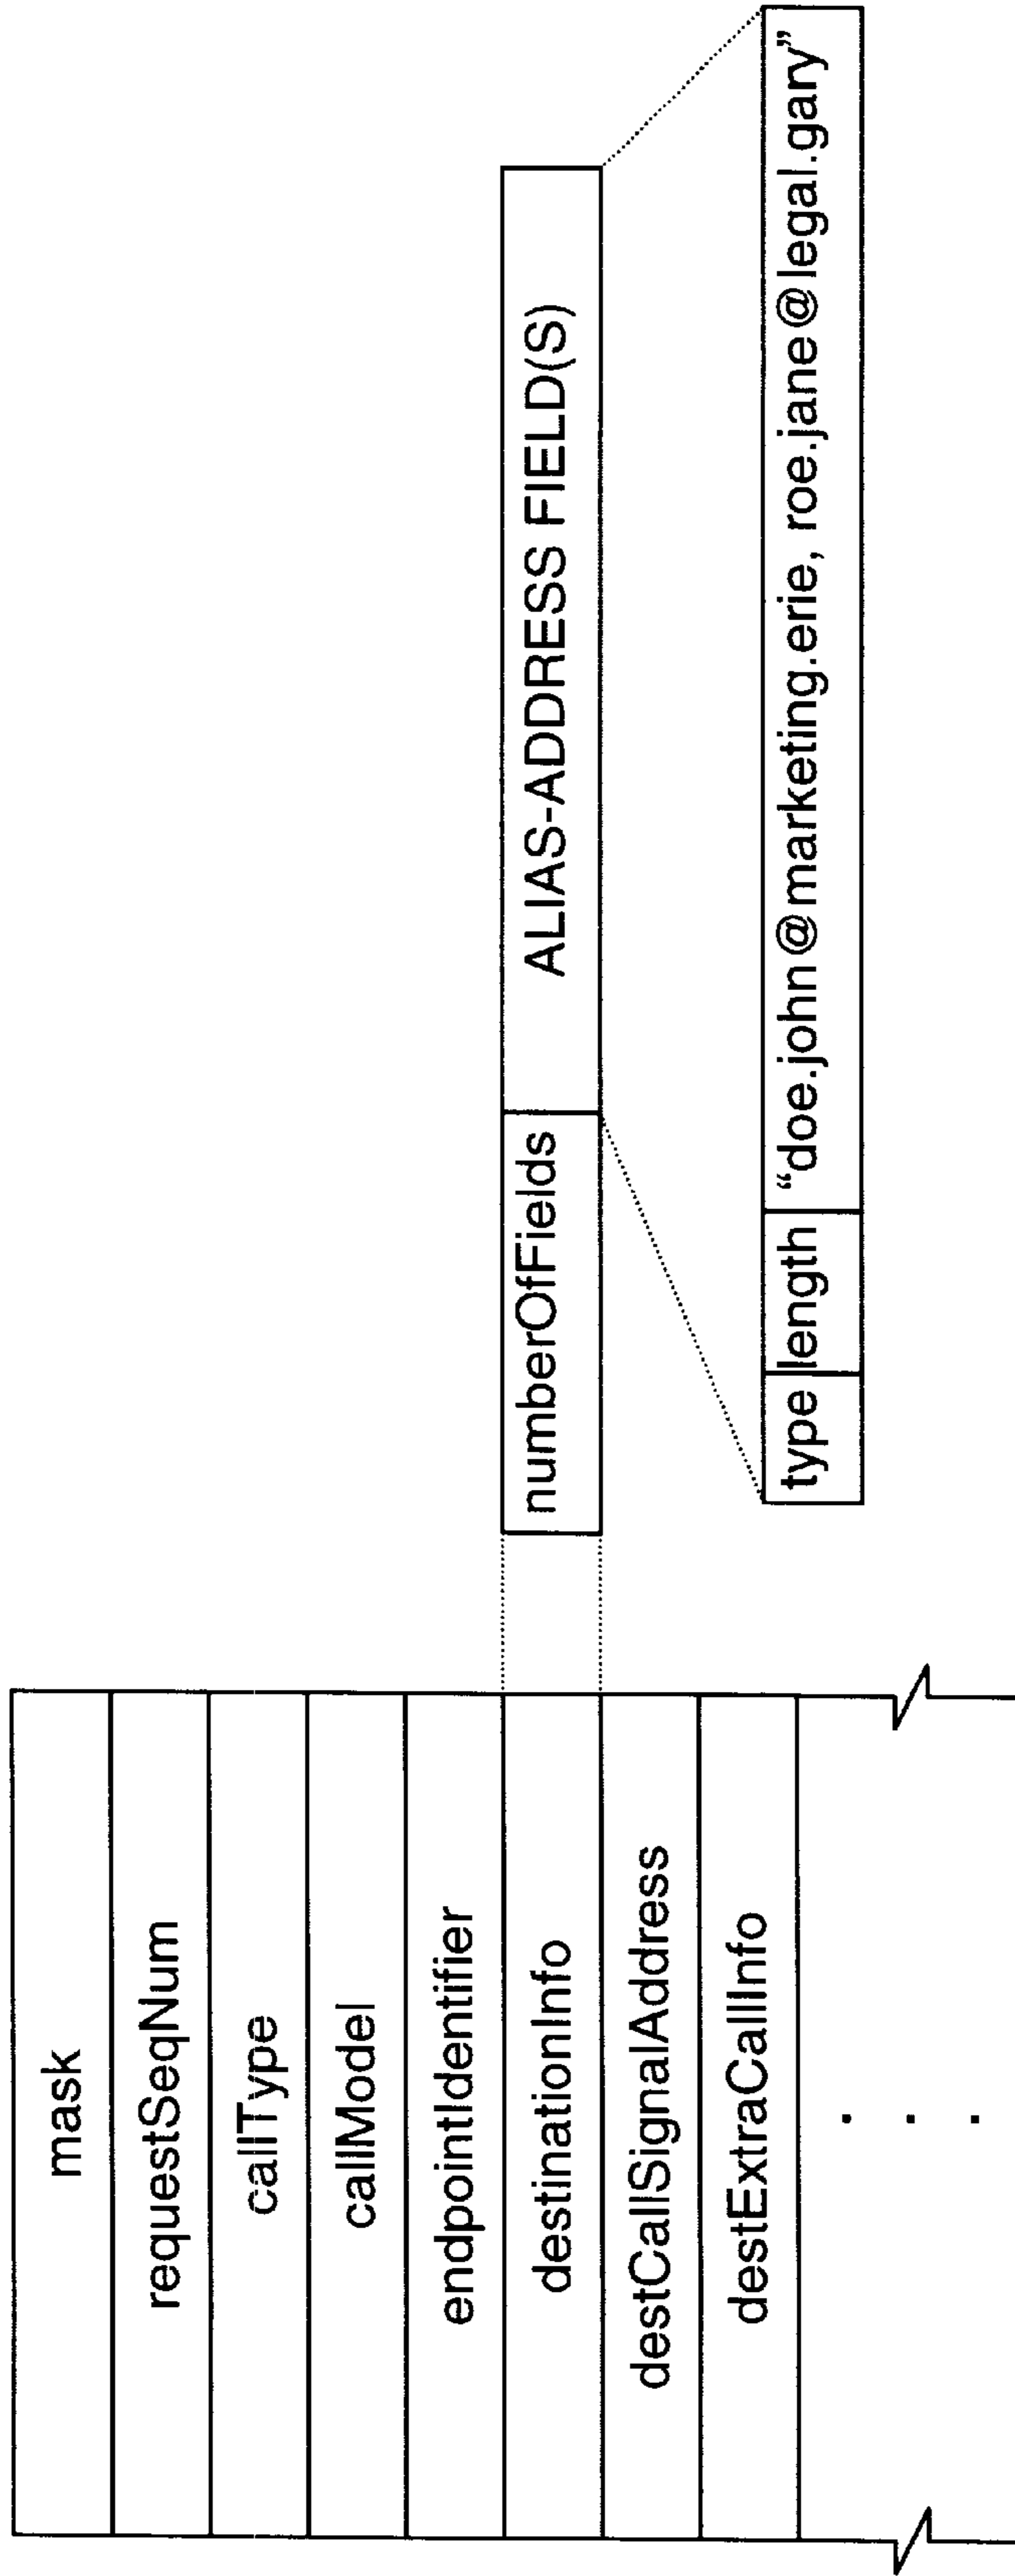 mask
requestSeqNum
callType
callModel
endpointIdentifier
destinationInfo
destCallSignalAddress
destExtraCallInfo
. . .
numberOfFields
ALIAS-ADDRESS FIELD(S)
type
length
“doe.john@marketing.erie, roe.jane@legal.gary”